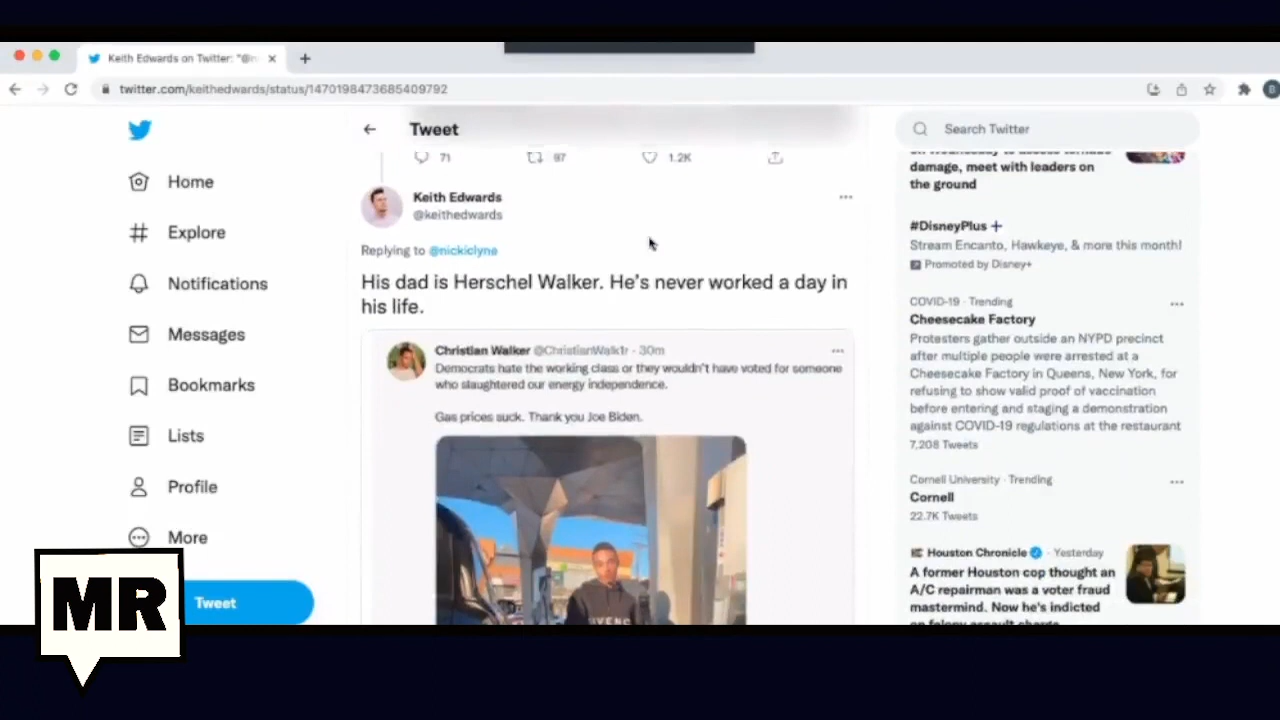 Keith Edwards on Twitter: "@n
twitter.com/keithedwards/status/1470198473685409792
Home
Explore
Notifications
Messages
Bookmarks
Lists
Profile
More
Tweet
MR
Tweet
71
97
1.2K
Keith Edwards
@keithedwards
Replying to @nickiclyne
His dad is Herschel Walker. He's never worked a day in
his life.
Christian Walker @ChristianWalk1r · 30m
Democrats hate the working class or they wouldn't have voted for someone
who slaughtered our energy independence.
Gas prices suck. Thank you Joe Biden.
Search Twitter
damage, meet with leaders on
the ground
#DisneyPlus
Stream Encanto, Hawkeye, & more this month!
Promoted by Disney+
COVID-19 · Trending
Cheesecake Factory
Protesters gather outside an NYPD precinct
after multiple people were arrested at a
Cheesecake Factory in Queens, New York, for
refusing to show valid proof of vaccination
before entering and staging a demonstration
against COVID-19 regulations at the restaurant
7,208 Tweets
Cornell University · Trending
Cornell
22.7K Tweets
Houston Chronicle · Yesterday
A former Houston cop thought an
A/C repairman was a voter fraud
mastermind. Now he's indicted
on felony assault charge